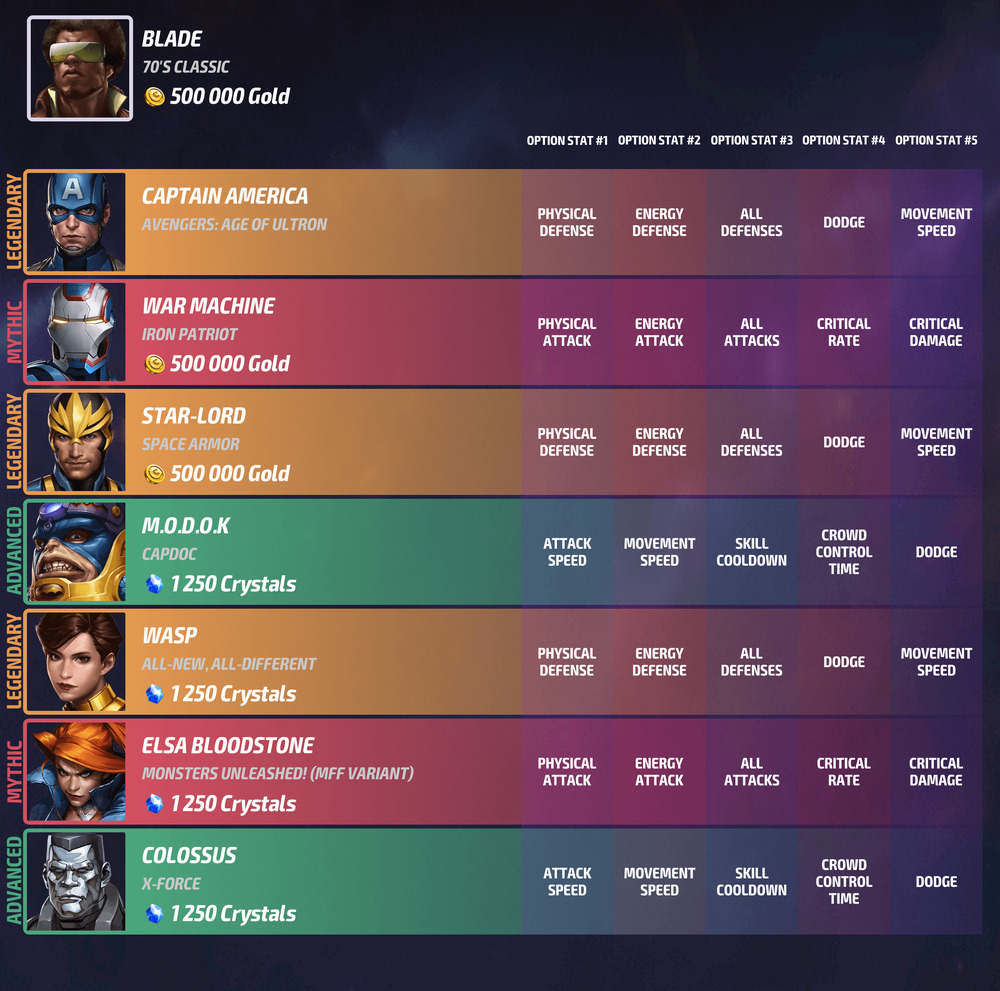 BLADE
70'S CLASSIC
500 000 Gold
OPTION STAT #1 OPTION STAT #2 OPTION STAT #3 OPTION STAT #4 OPTION STAT #5
LEGENDARY
A
CAPTAIN AMERICA
AVENGERS: AGE OF ULTRON
PHYSICAL DEFENSE
ENERGY DEFENSE
ALL DEFENSES
DODGE
MOVEMENT SPEED
MYTHIC
WAR MACHINE
IRON PATRIOT
500 000 Gold
PHYSICAL ATTACK
ENERGY ATTACK
ALL ATTACKS
CRITICAL RATE
CRITICAL DAMAGE
LEGENDARY
STAR-LORD
SPACE ARMOR
500 000 Gold
PHYSICAL DEFENSE
ENERGY DEFENSE
ALL DEFENSES
DODGE
MOVEMENT SPEED
ADVANCED
M.O.D.O.K
CAPDOC
1 250 Crystals
ATTACK SPEED
MOVEMENT SPEED
SKILL COOLDOWN
CROWD CONTROL TIME
DODGE
LEGENDARY
WASP
ALL-NEW, ALL-DIFFERENT
1 250 Crystals
PHYSICAL DEFENSE
ENERGY DEFENSE
ALL DEFENSES
DODGE
MOVEMENT SPEED
MYTHIC
ELSA BLOODSTONE
MONSTERS UNLEASHED! (MFF VARIANT)
1 250 Crystals
PHYSICAL ATTACK
ENERGY ATTACK
ALL ATTACKS
CRITICAL RATE
CRITICAL DAMAGE
ADVANCED
COLOSSUS
X-FORCE
1 250 Crystals
ATTACK SPEED
MOVEMENT SPEED
SKILL COOLDOWN
CROWD CONTROL TIME
DODGE